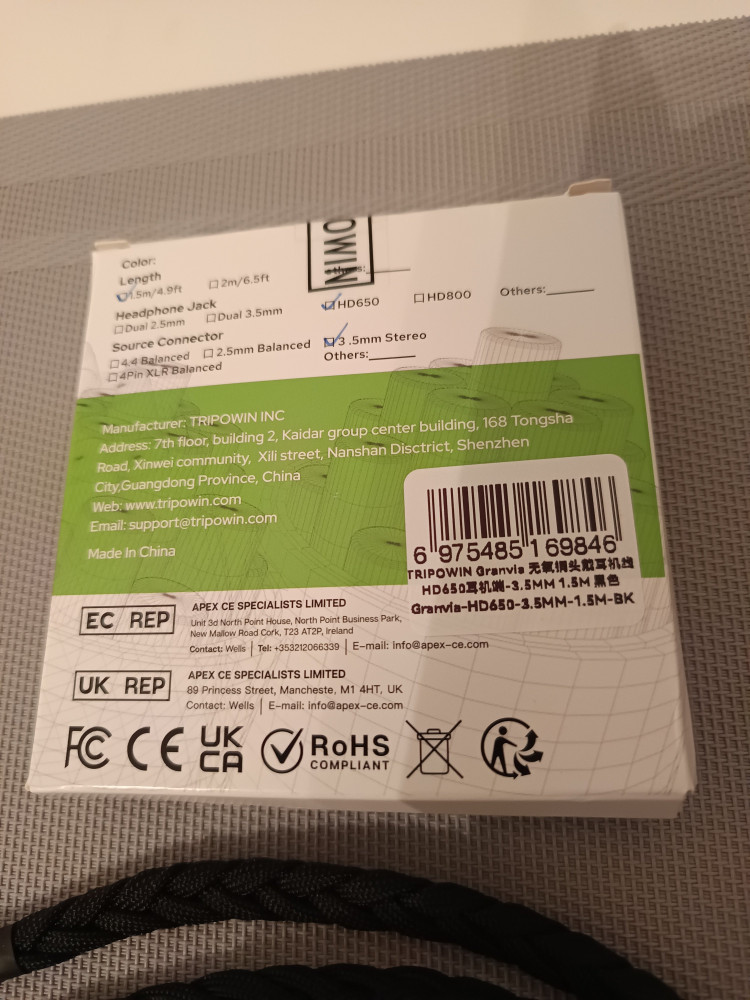 OWIN
Color:
Length
1.5m/4.9ft 2m/6.5ft
thers:______
Headphone Jack
Dual 2.5mm Dual 3.5mm HD650 HD800 Others:______
Source Connector
4.4 Balanced 2.5mm Balanced 3.5mm Stereo
4Pin XLR Balanced Others:______
Manufacturer: TRIPOWIN INC
Address: 7th floor, building 2, Kaidar group center building, 168 Tongsha
Road, Xinwei community, Xili street, Nanshan Disctrict, Shenzhen
City,Guangdong Province, China
Web: www.tripowin.com
Email: support@tripowin.com
Made In China
6 975485 169846
TRIPOWIN Granvia 无氧铜头戴耳机线
HD650耳机端-3.5MM 1.5M 黑色
Granvia-HD650-3.5MM-1.5M-BK
EC REP
APEX CE SPECIALISTS LIMITED
Unit 3d North Point House, North Point Business Park,
New Mallow Road Cork, T23 AT2P, Ireland
Contact: Wells | Tel: +353212066339 | E-mail: info@apex-ce.com
UK REP
APEX CE SPECIALISTS LIMITED
89 Princess Street, Mancheste, M1 4HT, UK
Contact: Wells | E-mail: info@apex-ce.com
FC CE UK CA RoHS COMPLIANT